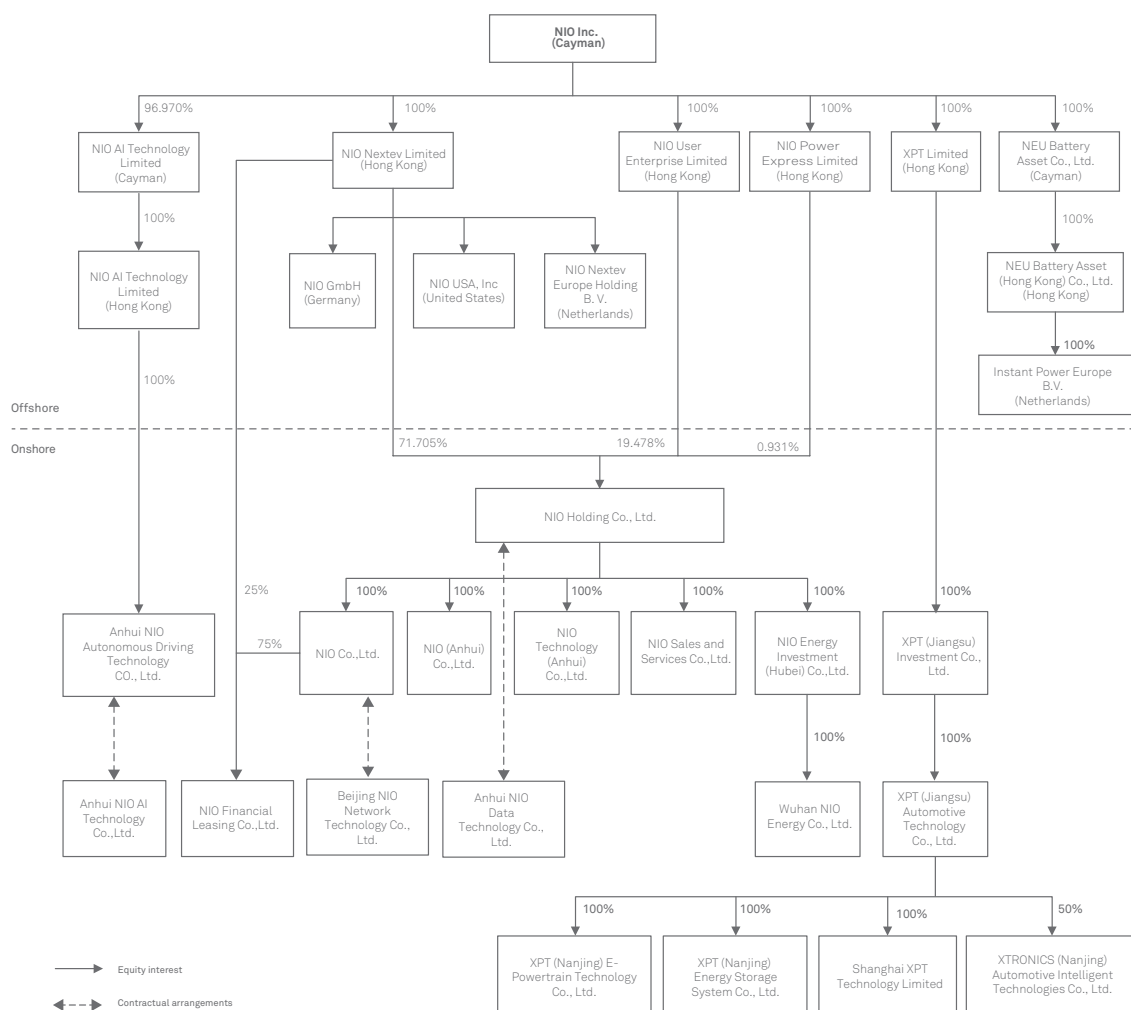 NIO Inc.
(Cayman)
96.970%
100%
100%
100%
100%
100%
NIO AI Technology
Limited
(Cayman)
NIO Nextev Limited
(Hong Kong)
NIO User
Enterprise Limited
(Hong Kong)
NIO Power
Express Limited
(Hong Kong)
XPT Limited
(Hong Kong)
NEU Battery
Asset Co., Ltd.
(Cayman)
100%
100%
NIO AI Technology
Limited
(Hong Kong)
NIO GmbH
(Germany)
NIO USA, Inc
(United States)
NIO Nextev
Europe Holding
B. V.
(Netherlands)
NEU Battery Asset
(Hong Kong) Co., Ltd.
(Hong Kong)
100%
100%
Instant Power Europe
B.V.
(Netherlands)
Offshore
Onshore
71.705%
19.478%
0.931%
NIO Holding Co., Ltd.
25%
100%
100%
100%
100%
100%
100%
75%
Anhui NIO
Autonomous Driving
Technology
CO., Ltd.
NIO Co.,Ltd.
NIO (Anhui)
Co.,Ltd.
NIO
Technology
(Anhui)
Co.,Ltd.
NIO Sales and
Services Co.,Ltd.
NIO Energy
Investment
(Hubei) Co.,Ltd.
XPT (Jiangsu)
Investment Co.,
Ltd.
100%
100%
Anhui NIO AI
Technology
Co.,Ltd.
NIO Financial
Leasing Co.,Ltd.
Beijing NIO
Network
Technology Co.,
Ltd.
Anhui NIO
Data
Technology Co.,
Ltd.
Wuhan NIO
Energy Co., Ltd.
XPT (Jiangsu)
Automotive
Technology
Co., Ltd.
100%
100%
100%
50%
XPT (Nanjing) E-
Powertrain Technology
Co., Ltd.
XPT (Nanjing)
Energy Storage
System Co., Ltd.
Shanghai XPT
Technology Limited
XTRONICS (Nanjing)
Automotive Intelligent
Technologies Co., Ltd.
Equity interest
Contractual arrangements